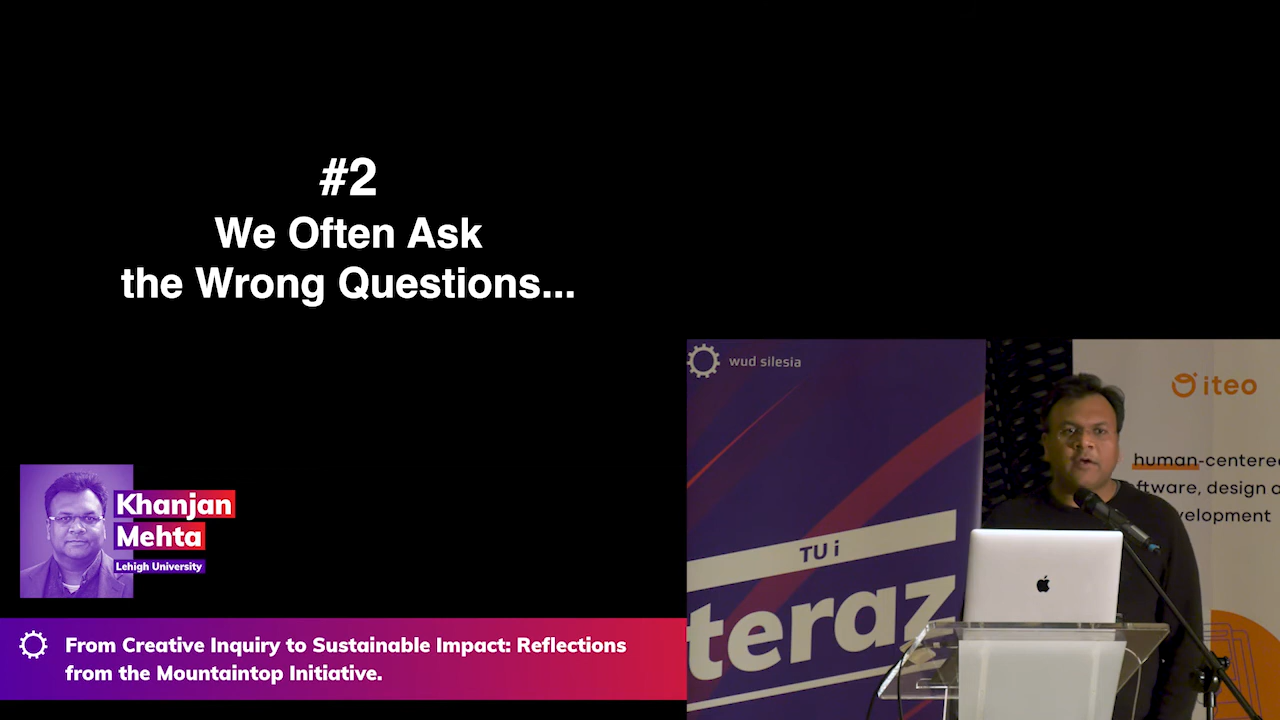 #2
We Often Ask
the Wrong Questions...
Khanjan
Mehta
Lehigh University
From Creative Inquiry to Sustainable Impact: Reflections
from the Mountaintop Initiative.
wud silesia
TU i
teraz
iteo
human-centered
ftware, design a
velopment